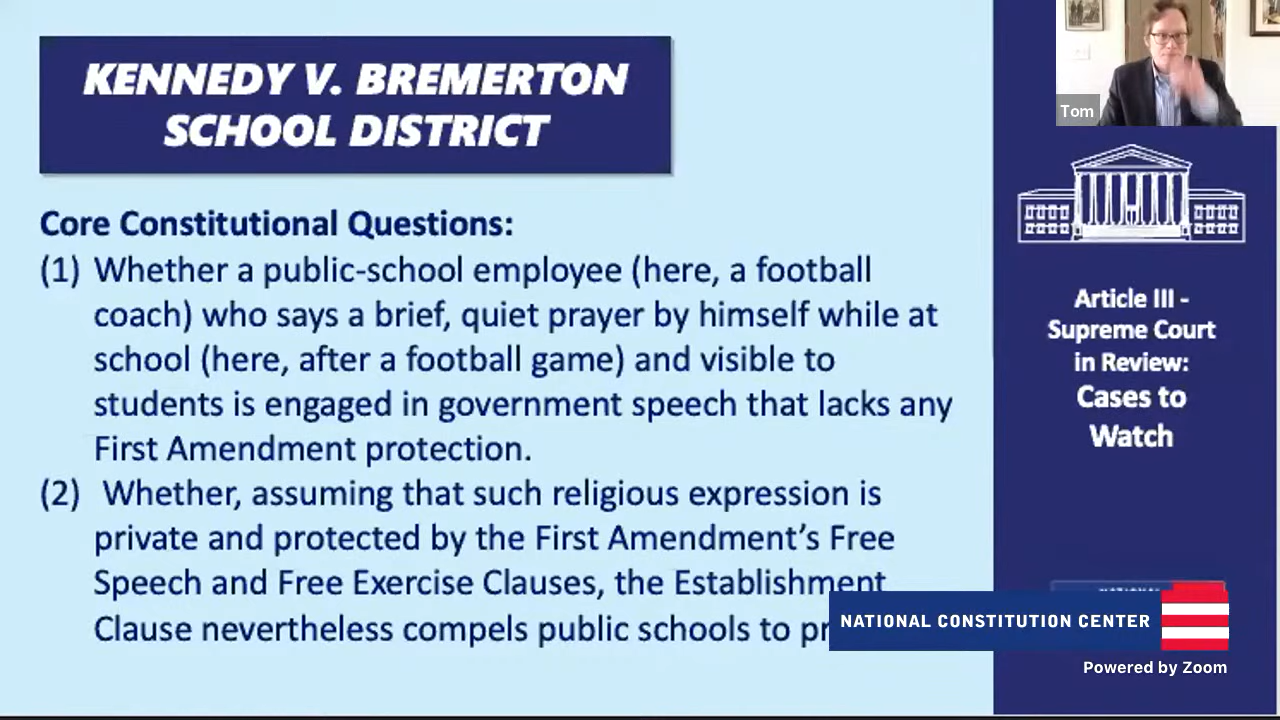 KENNEDY V. BREMERTON
SCHOOL DISTRICT
Core Constitutional Questions:
(1) Whether a public-school employee (here, a football
coach) who says a brief, quiet prayer by himself while at
school (here, after a football game) and visible to
students is engaged in government speech that lacks any
First Amendment protection.
(2) Whether, assuming that such religious expression is
private and protected by the First Amendment’s Free
Speech and Free Exercise Clauses, the Establishment
Clause nevertheless compels public schools to
Tom
Article III -
Supreme Court
in Review:
Cases to
Watch
NATIONAL CONSTITUTION CENTER
Powered by Zoom